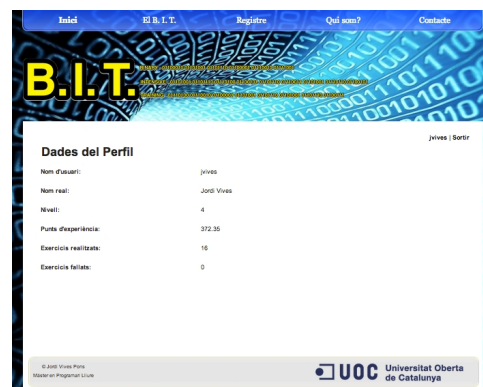 Inici El B. I. T. Registre Qui som? Contacte
B.I.T.
jvives | Sortir
Dades del Perfil
Nom d'usuari: jvives
Nom real: Jordi Vives
Nivell: 4
Punts d'experiència: 372.35
Exercicis realitzats: 16
Exercicis fallats: 0
© Jordi Vives Pons
Màster en Programari Lliure
UOC Universitat Oberta
de Catalunya